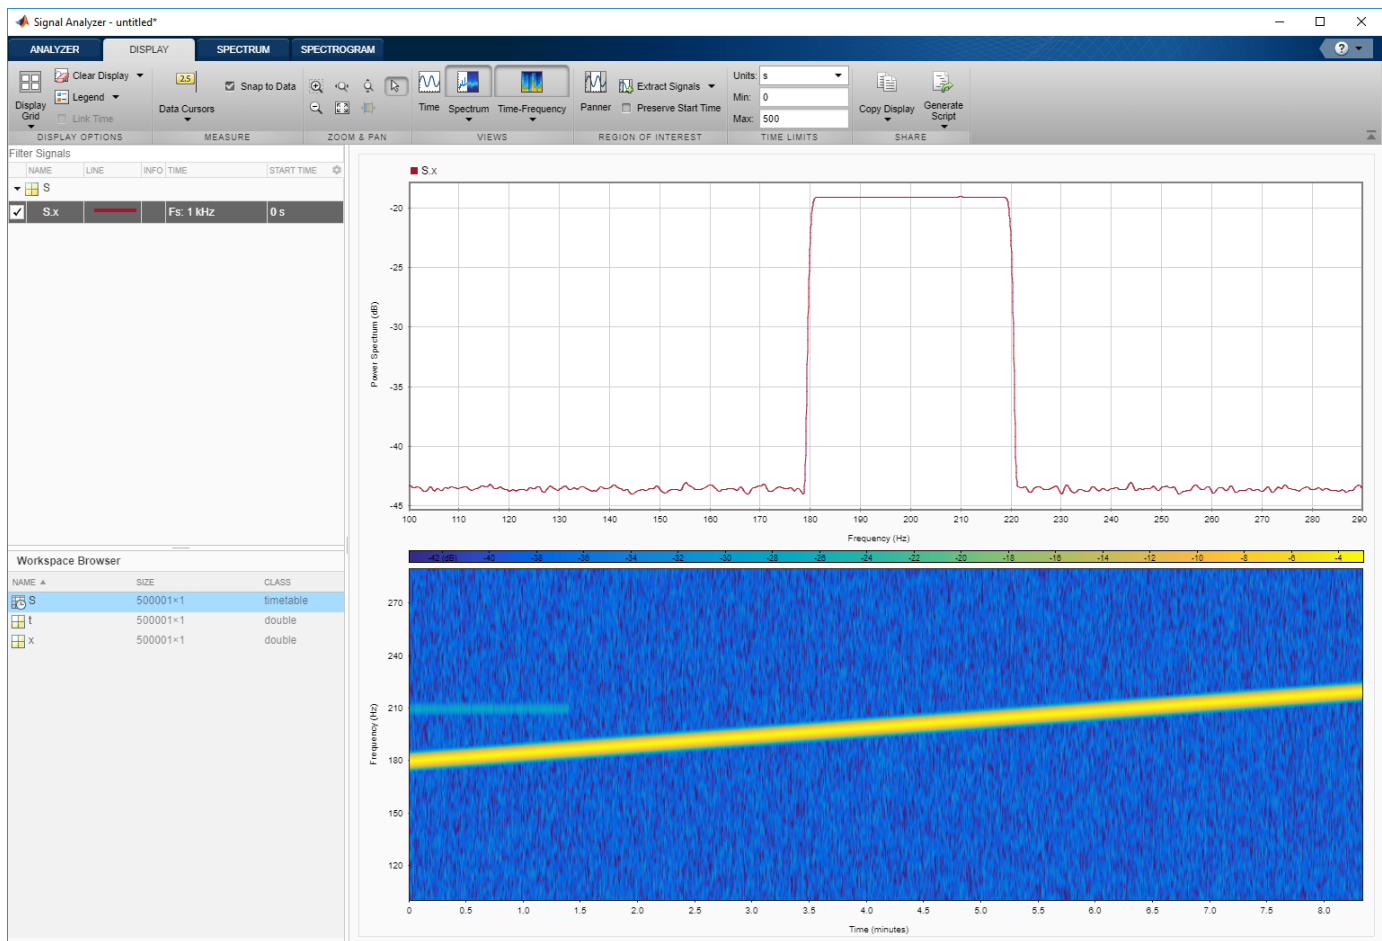 Signal Analyzer - untitled*
ANALYZER DISPLAY SPECTRUM SPECTROGRAM ?
Display Grid
Clear Display
Legend
Link Time
DISPLAY OPTIONS
2.5
Data Cursors
Snap to Data
MEASURE
ZOOM & PAN
Time Spectrum Time-Frequency
VIEWS
Panner
Extract Signals
Preserve Start Time
REGION OF INTEREST
Units: s
Min: 0
Max: 500
TIME LIMITS
Copy Display
Generate Script
SHARE
Filter Signals
NAME LINE INFO TIME START TIME
S
S.x Fs: 1 kHz 0 s
Workspace Browser
NAME SIZE CLASS
S 500001×1 timetable
t 500001×1 double
x 500001×1 double
S.x
Power Spectrum (dB)
-20
-25
-30
-35
-40
-45
100 110 120 130 140 150 160 170 180 190 200 210 220 230 240 250 260 270 280 290
Frequency (Hz)
-42 (dB) -40 -38 -36 -34 -32 -30 -28 -26 -24 -22 -20 -18 -16 -14 -12 -10 -8 -6 -4
Frequency (Hz)
270
240
210
180
150
120
0 0.5 1.0 1.5 2.0 2.5 3.0 3.5 4.0 4.5 5.0 5.5 6.0 6.5 7.0 7.5 8.0
Time (minutes)